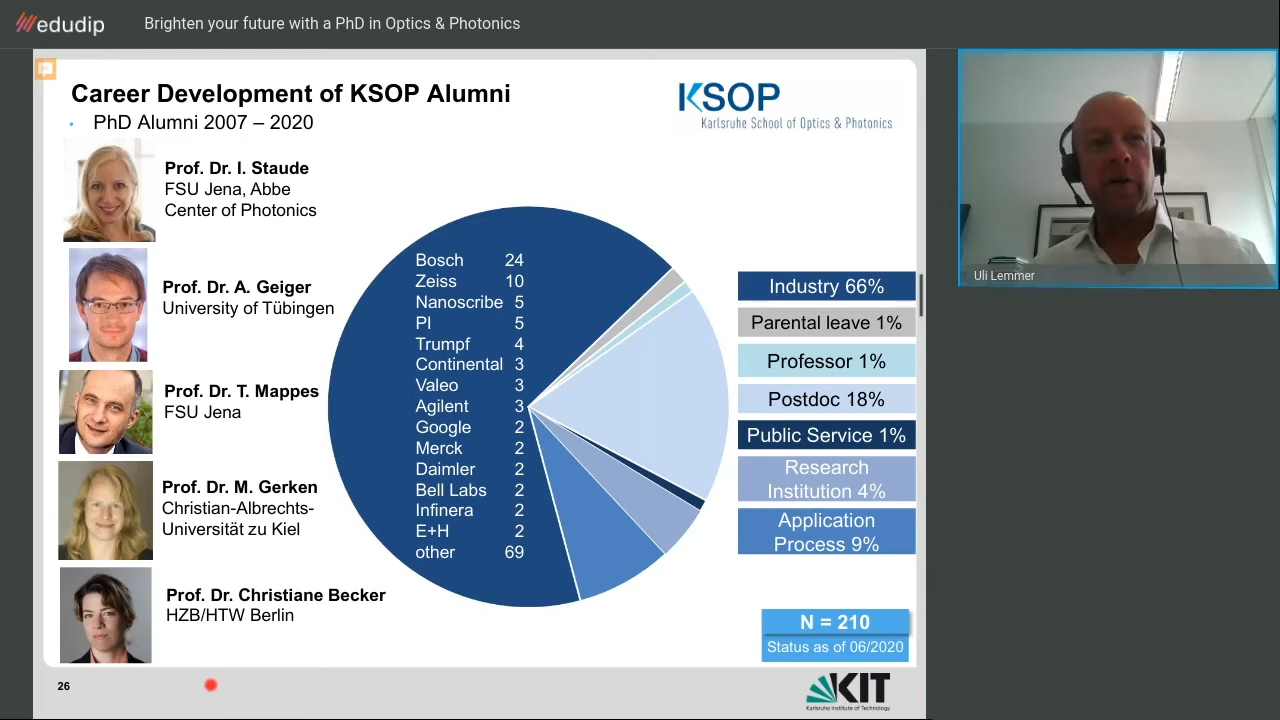 edudip
Brighten your future with a PhD in Optics & Photonics
Career Development of KSOP Alumni
• PhD Alumni 2007 – 2020
KSOP
Karlsruhe School of Optics & Photonics
Prof. Dr. I. Staude
FSU Jena, Abbe
Center of Photonics
Prof. Dr. A. Geiger
University of Tübingen
Prof. Dr. T. Mappes
FSU Jena
Prof. Dr. M. Gerken
Christian-Albrechts-
Universität zu Kiel
Prof. Dr. Christiane Becker
HZB/HTW Berlin
Bosch 24
Zeiss 10
Nanoscribe 5
PI 5
Trumpf 4
Continental 3
Valeo 3
Agilent 3
Google 2
Merck 2
Daimler 2
Bell Labs 2
Infinera 2
E+H 2
other 69
Industry 66%
Parental leave 1%
Professor 1%
Postdoc 18%
Public Service 1%
Research
Institution 4%
Application
Process 9%
N = 210
Status as of 06/2020
26
KIT
Karlsruhe Institute of Technology
Uli Lemmer